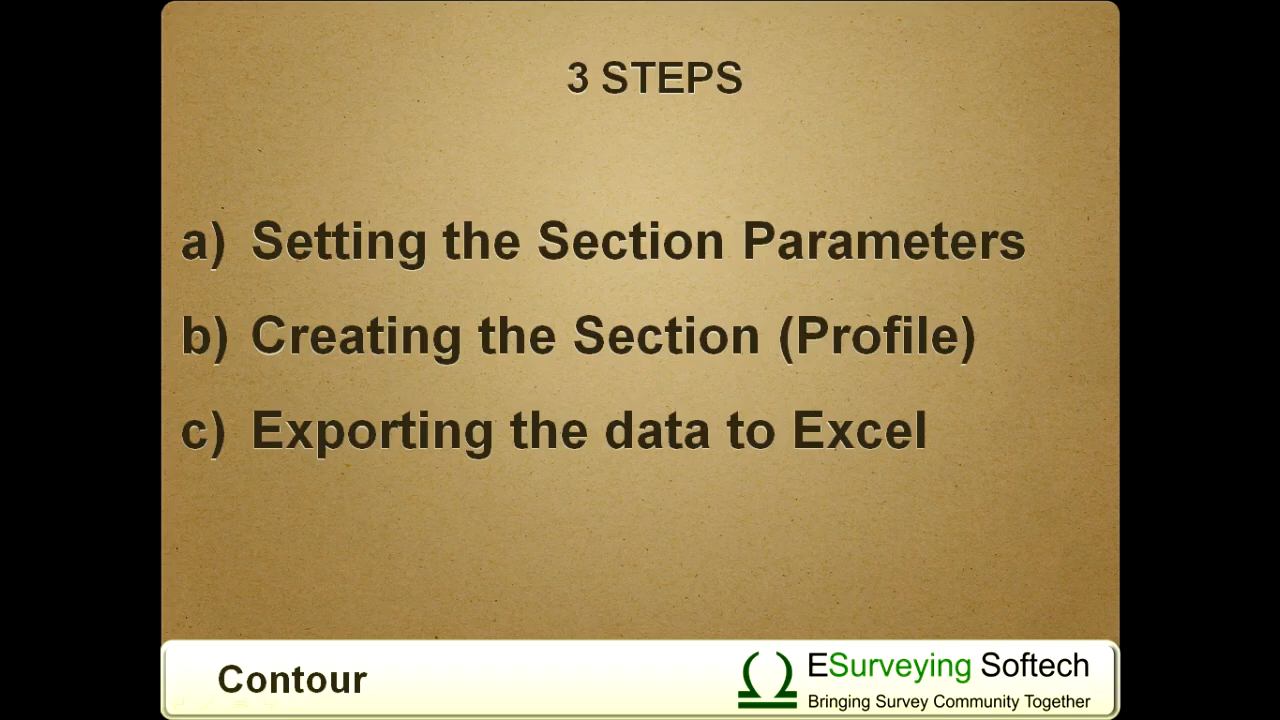 3 STEPS
a) Setting the Section Parameters
b) Creating the Section (Profile)
c) Exporting the data to Excel
Contour
ESurveying Softech
Bringing Survey Community Together